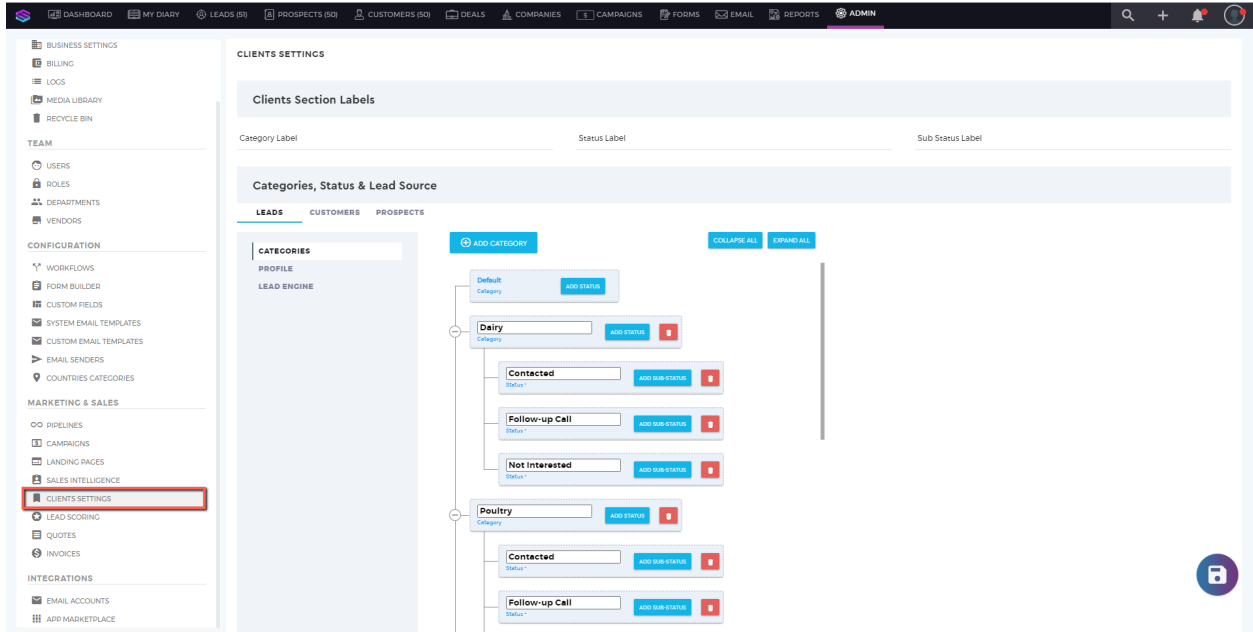 DASHBOARD MY DIARY LEADS (51) PROSPECTS (50) CUSTOMERS (50) DEALS COMPANIES CAMPAIGNS FORMS EMAIL REPORTS ADMIN
BUSINESS SETTINGS
BILLING
LOGS
MEDIA LIBRARY
RECYCLE BIN
TEAM
USERS
ROLES
DEPARTMENTS
VENDORS
CONFIGURATION
WORKFLOWS
FORM BUILDER
CUSTOM FIELDS
SYSTEM EMAIL TEMPLATES
CUSTOM EMAIL TEMPLATES
EMAIL SENDERS
COUNTRIES CATEGORIES
MARKETING & SALES
PIPELINES
CAMPAIGNS
LANDING PAGES
SALES INTELLIGENCE
CLIENTS SETTINGS
LEAD SCORING
QUOTES
INVOICES
INTEGRATIONS
EMAIL ACCOUNTS
APP MARKETPLACE
CLIENTS SETTINGS
Clients Section Labels
Category Label Status Label Sub Status Label
Categories, Status & Lead Source
LEADS CUSTOMERS PROSPECTS
CATEGORIES
PROFILE
LEAD ENGINE
ADD CATEGORY COLLAPSE ALL EXPAND ALL
Default ADD STATUS
Category
Dairy ADD STATUS
Category
Contacted ADD SUB-STATUS
Status *
Follow-up Call ADD SUB-STATUS
Status *
Not Interested ADD SUB-STATUS
Status *
Poultry ADD STATUS
Category
Contacted ADD SUB-STATUS
Status *
Follow-up Call ADD SUB-STATUS
Status *